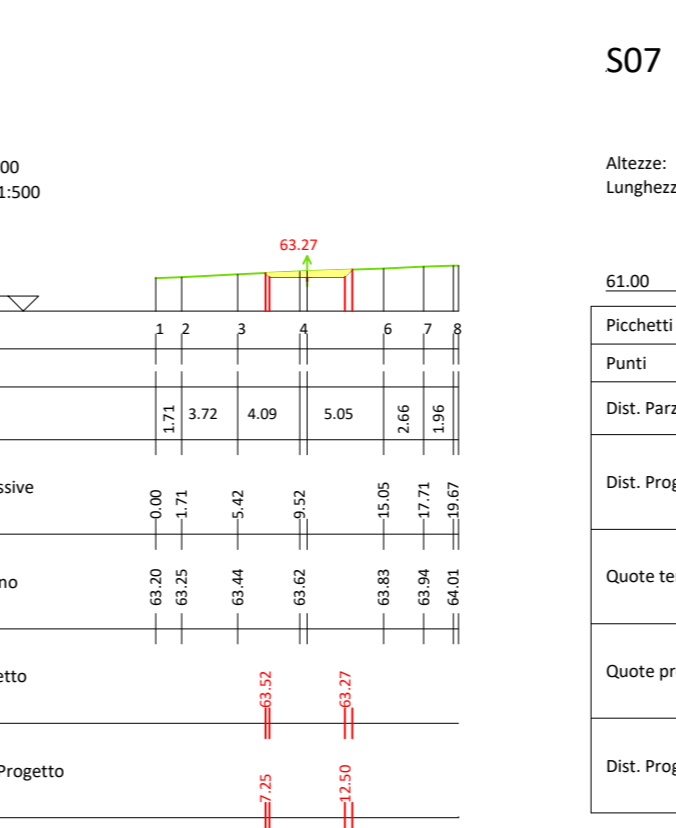 S07
00
1:500
Altezze:
Lunghezz
63.27
61.00
1 2 3 4 6 7 8
Picchetti
Punti
1.71 3.72 4.09 5.05 2.66 1.96
Dist. Parz
ssive
0.00 1.71 5.42 9.52 15.05 17.71 19.67
Dist. Prog
no
63.20 63.25 63.44 63.62 63.83 63.94 64.01
Quote te
etto
63.52 63.27
Quote pr
Progetto
7.25 12.50
Dist. Prog